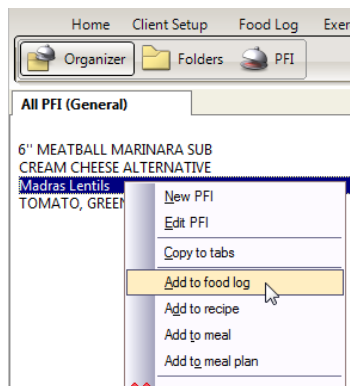 Home Client Setup Food Log Exer
Organizer Folders PFI
All PFI (General)
6" MEATBALL MARINARA SUB
CREAM CHEESE ALTERNATIVE
Madras Lentils
TOMATO, GREEN
New PFI
Edit PFI
Copy to tabs
Add to food log
Add to recipe
Add to meal
Add to meal plan